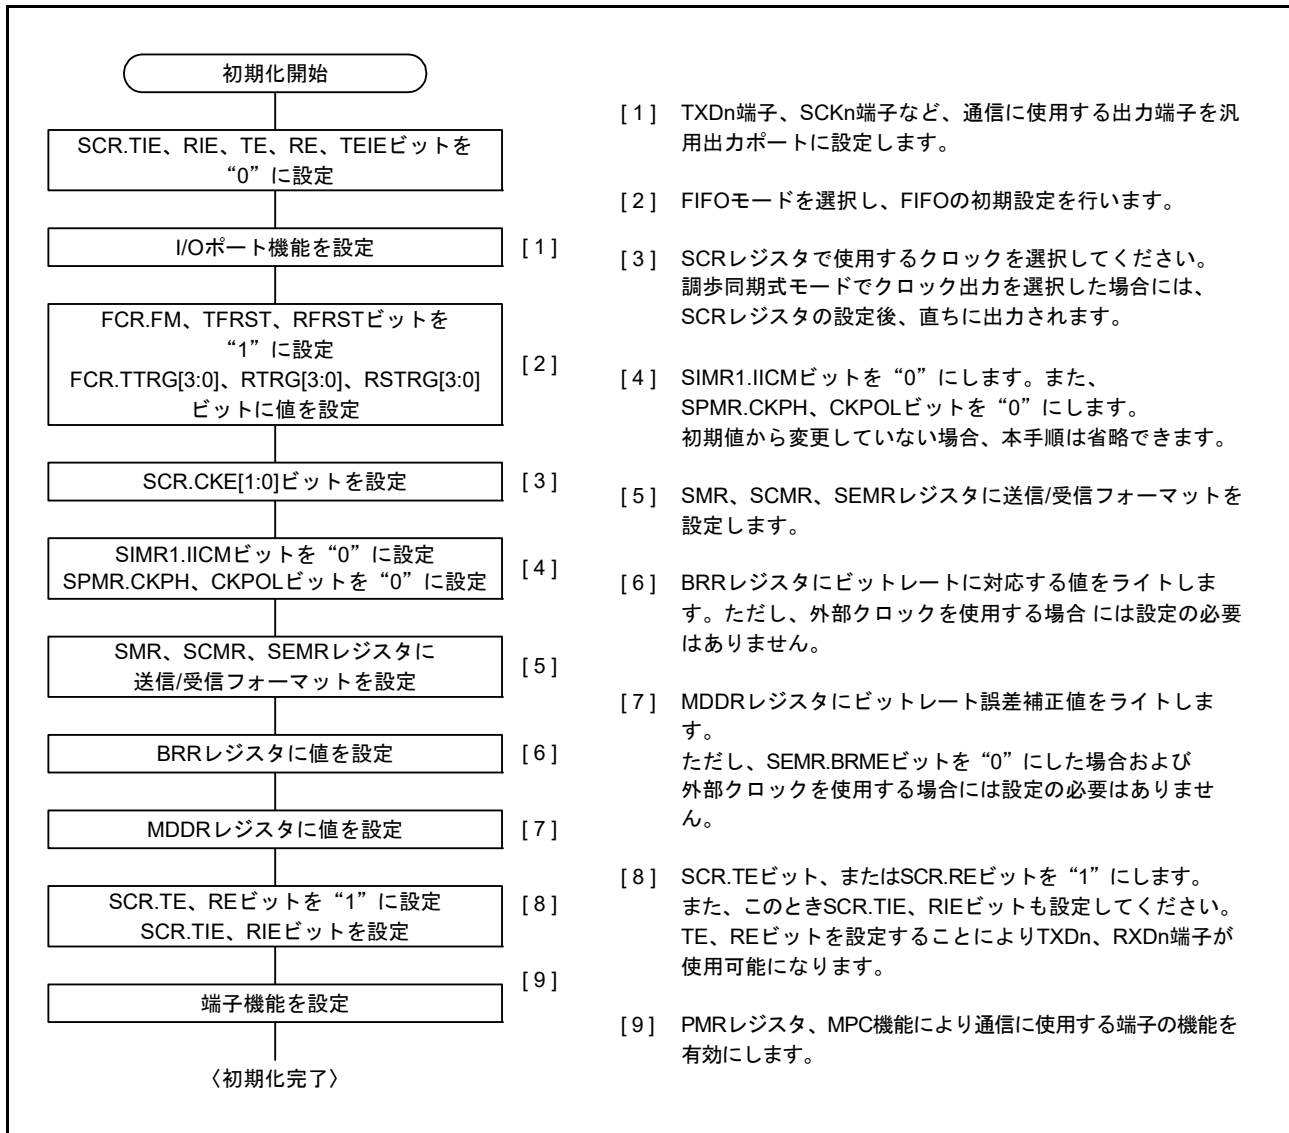 初期化開始
SCR.TIE、RIE、TE、RE、TEIEビットを
“0”に設定
I/Oポート機能を設定
[ 1 ]
FCR.FM、TFRST、RFRSTビットを
“1”に設定
FCR.TTRG[3:0]、RTRG[3:0]、RSTRG[3:0]
ビットに値を設定
[ 2 ]
SCR.CKE[1:0]ビットを設定
[ 3 ]
SIMR1.IICMビットを“0”に設定
SPMR.CKPH、CKPOLビットを“0”に設定
[ 4 ]
SMR、SCMR、SEMRレジスタに
送信/受信フォーマットを設定
[ 5 ]
BRRレジスタに値を設定
[ 6 ]
MDDRレジスタに値を設定
[ 7 ]
SCR.TE、REビットを“1”に設定
SCR.TIE、RIEビットを設定
[ 8 ]
端子機能を設定
[ 9 ]
〈初期化完了〉
[ 1 ] TXDn端子、SCKn端子など、通信に使用する出力端子を汎
用出力ポートに設定します。
[ 2 ] FIFOモードを選択し、FIFOの初期設定を行います。
[ 3 ] SCRレジスタで使用するクロックを選択してください。
調歩同期式モードでクロック出力を選択した場合には、
SCRレジスタの設定後、直ちに出力されます。
[ 4 ] SIMR1.IICMビットを“0”にします。また、
SPMR.CKPH、CKPOLビットを“0”にします。
初期値から変更していない場合、本手順は省略できます。
[ 5 ] SMR、SCMR、SEMRレジスタに送信/受信フォーマットを
設定します。
[ 6 ] BRRレジスタにビットレートに対応する値をライトしま
す。ただし、外部クロックを使用する場合 には設定の必要
はありません。
[ 7 ] MDDRレジスタにビットレート誤差補正値をライトしま
す。
ただし、SEMR.BRMEビットを“0”にした場合および
外部クロックを使用する場合には設定の必要はありませ
ん。
[ 8 ] SCR.TEビット、またはSCR.REビットを“1”にします。
また、このときSCR.TIE、RIEビットも設定してください。
TE、REビットを設定することによりTXDn、RXDn端子が
使用可能になります。
[ 9 ] PMRレジスタ、MPC機能により通信に使用する端子の機能を
有効にします。